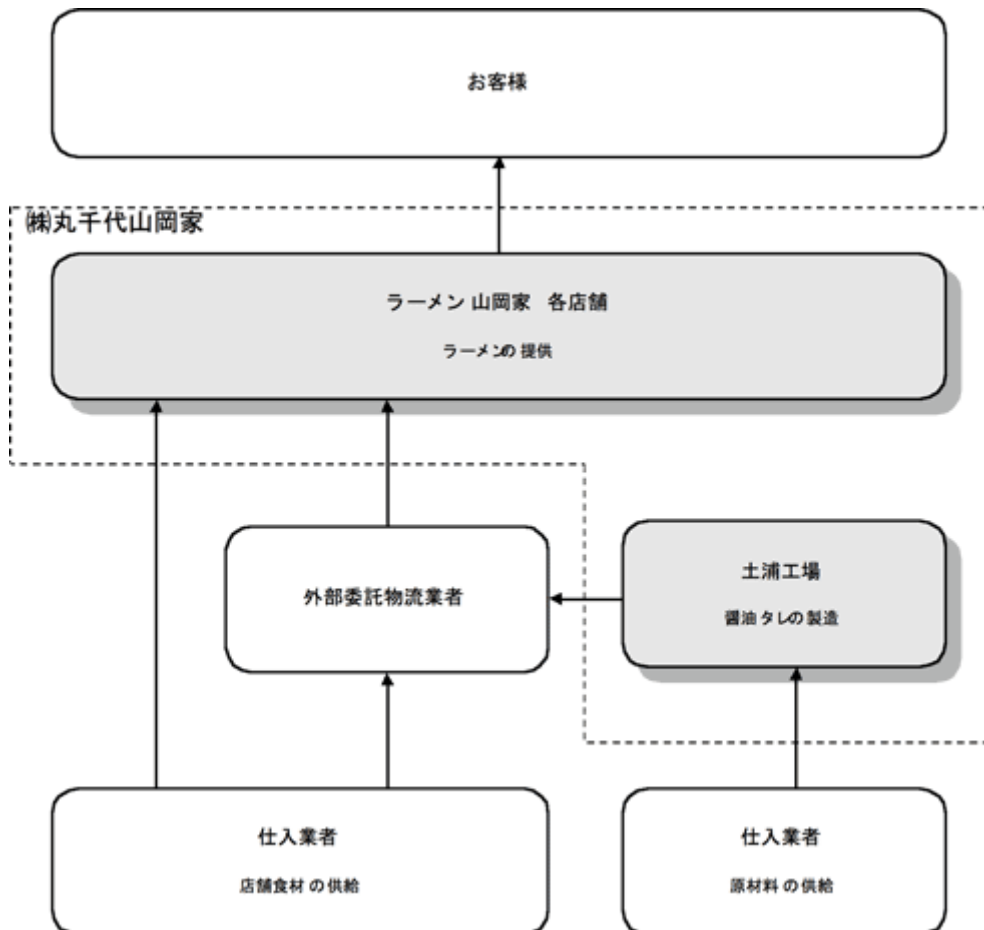 お客様
㈱丸千代山岡家
ラーメン 山岡家 各店舗
ラーメンの 提供
外部委託物流業者
土浦工場
醤油タレの製造
仕入業者
店舗食材 の供給
仕入業者
原材料 の供給